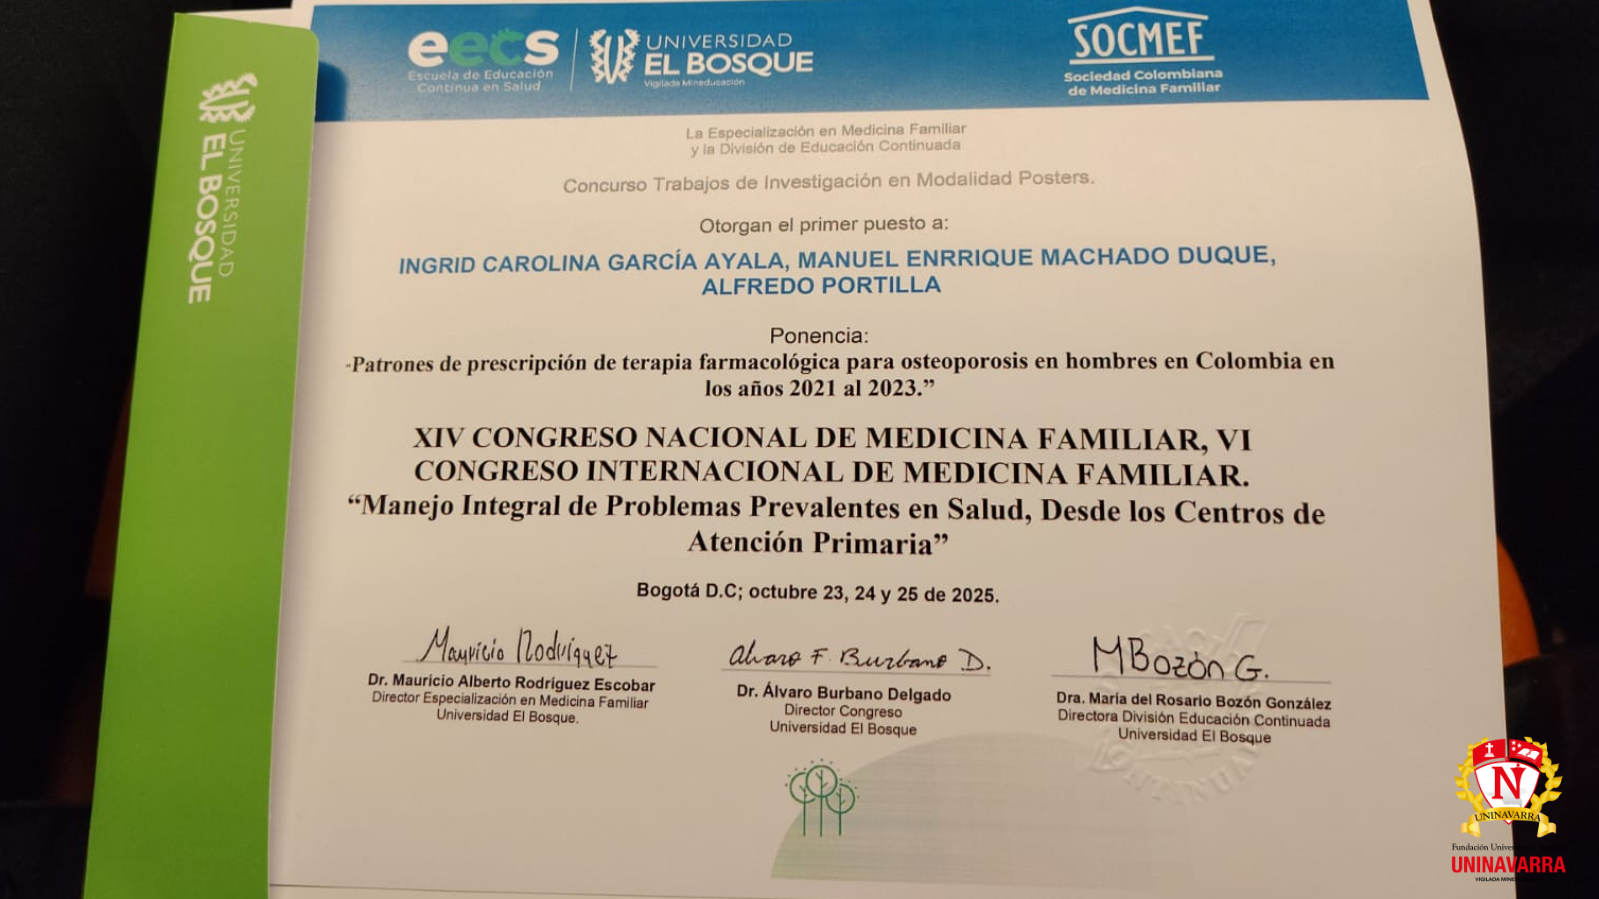 eecs
Escuela de Educación
Continua en Salud
UNIVERSIDAD
EL BOSQUE
Vigilada Mineducación
SOCMEF
Sociedad Colombiana
de Medicina Familiar
UNIVERSIDAD
EL BOSQUE
La Especialización en Medicina Familiar
y la División de Educación Continuada
Concurso Trabajos de Investigación en Modalidad Posters.
Otorgan el primer puesto a:
INGRID CAROLINA GARCÍA AYALA, MANUEL ENRRIQUE MACHADO DUQUE,
ALFREDO PORTILLA
Ponencia:
"Patrones de prescripción de terapia farmacológica para osteoporosis en hombres en Colombia en
los años 2021 al 2023.”
XIV CONGRESO NACIONAL DE MEDICINA FAMILIAR, VI
CONGRESO INTERNACIONAL DE MEDICINA FAMILIAR.
“Manejo Integral de Problemas Prevalentes en Salud, Desde los Centros de
Atención Primaria”
Bogotá D.C; octubre 23, 24 y 25 de 2025.
Mauricio Rodriguez
Alvaro F. Burbano D.
MBozón G.
Dr. Mauricio Alberto Rodriguez Escobar
Director Especialización en Medicina Familiar
Universidad El Bosque.
Dr. Álvaro Burbano Delgado
Director Congreso
Universidad El Bosque
Dra. María del Rosario Bozón González
Directora División Educación Continuada
Universidad El Bosque
CONTINUA
N
UNINAVARRA
Fundación
UNINAVARRA
VIGILADA